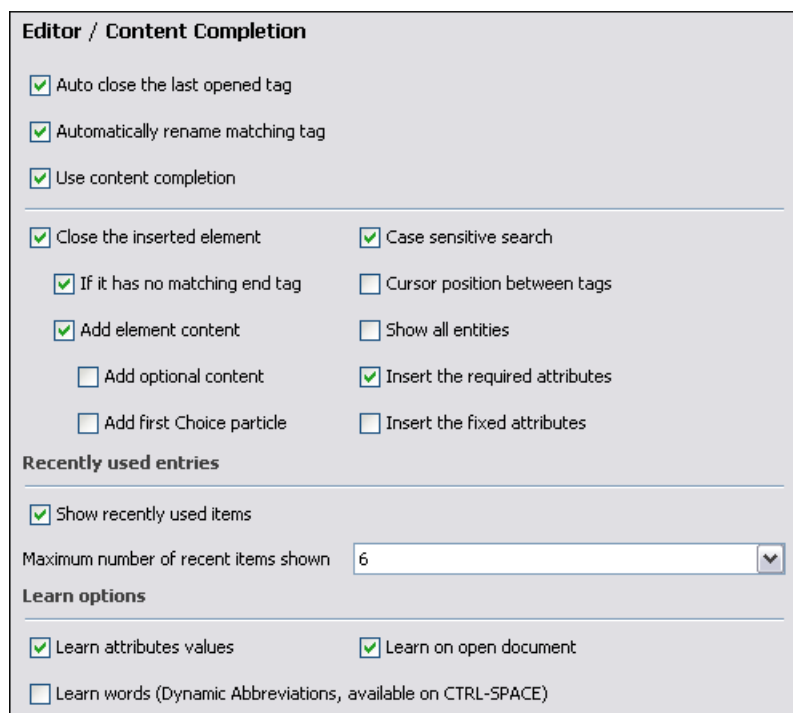 Editor / Content Completion
Auto close the last opened tag
Automatically rename matching tag
Use content completion
Close the inserted element Case sensitive search
If it has no matching end tag Cursor position between tags
Add element content Show all entities
Add optional content Insert the required attributes
Add first Choice particle Insert the fixed attributes
Recently used entries
Show recently used items
Maximum number of recent items shown 6
Learn options
Learn attributes values Learn on open document
Learn words (Dynamic Abbreviations, available on CTRL-SPACE)